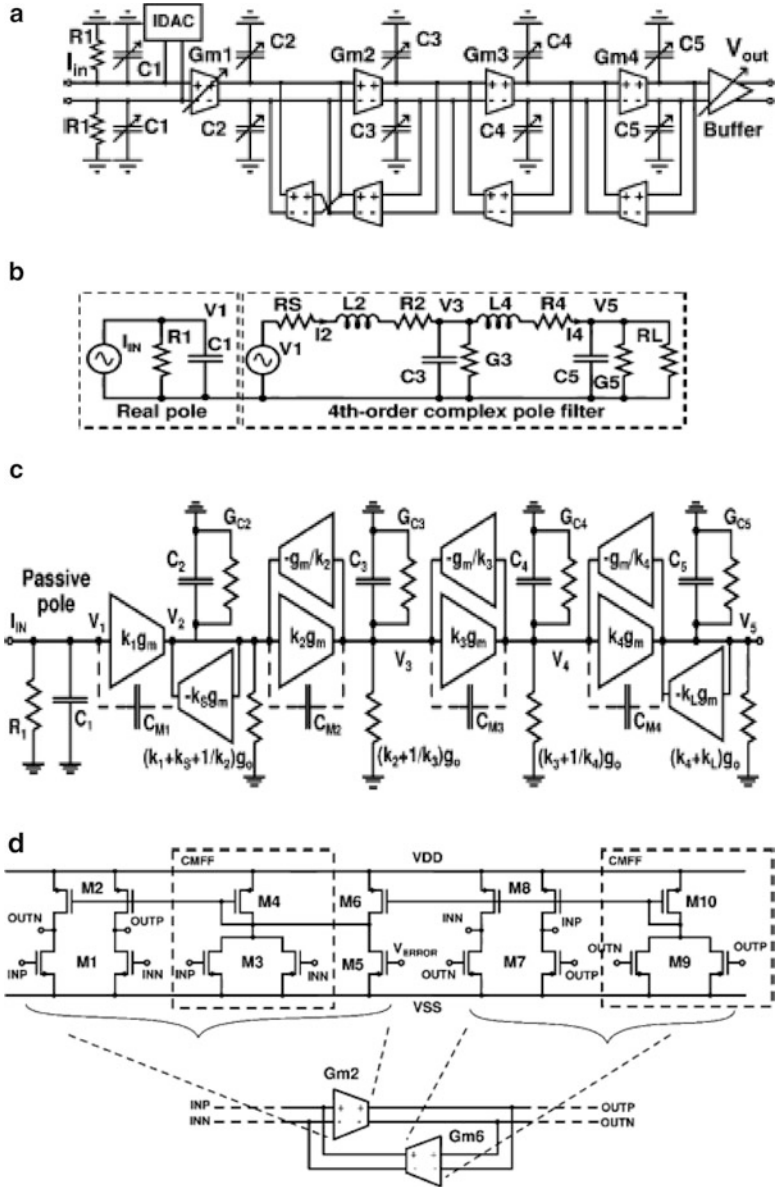 a
IDAC
R1
I_in
C1
Gm1
C2
Gm2
C3
Gm3
C4
Gm4
C5
V_out
R1
C1
C2
C3
C4
C5
Buffer
+ +
- -
b
V1
I_IN
R1
C1
Real pole
RS
L2
R2
V3
L4
R4
V5
I2
I4
RL
V1
C3
G3
C5
G5
4th-order complex pole filter
c
Passive pole
C_2
G_C2
-g_m/k_2
C_3
G_C3
-g_m/k_3
C_4
G_C4
-g_m/k_4
C_5
G_C5
I_IN
V_1
k_1g_m
V_2
k_2g_m
V_3
k_3g_m
V_4
k_4g_m
V_5
R_1
C_1
C_M1
-k_Sg_m
C_M2
C_M3
C_M4
-k_Lg_m
(k_1+k_S+1/k_2)g_o
(k_2+1/k_3)g_o
(k_3+1/k_4)g_o
(k_4+k_L)g_o
d
CMFF
VDD
CMFF
M2
M4
M6
M8
M10
OUTN
OUTP
INN
INP
INP
M1
INN
INP
M3
INN
M5
V_ERROR
OUTN
M7
OUTP
OUTN
M9
OUTP
VSS
Gm2
INP
INN
OUTP
OUTN
Gm6